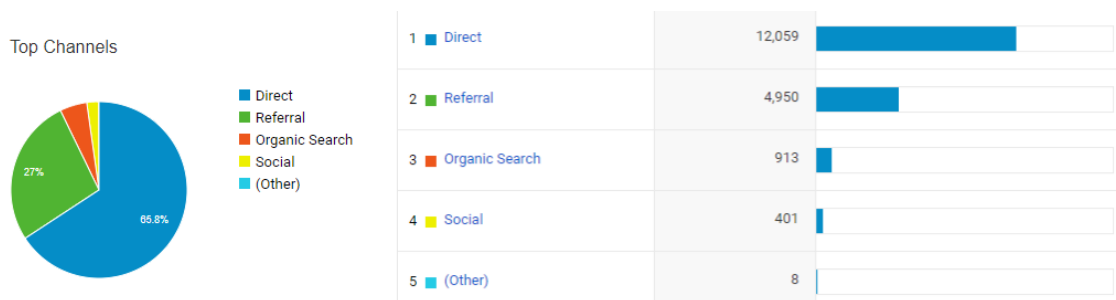 Top Channels
Direct
Referral
Organic Search
Social
(Other)
27%
65.8%
1 Direct 12,059
2 Referral 4,950
3 Organic Search 913
4 Social 401
5 (Other) 8